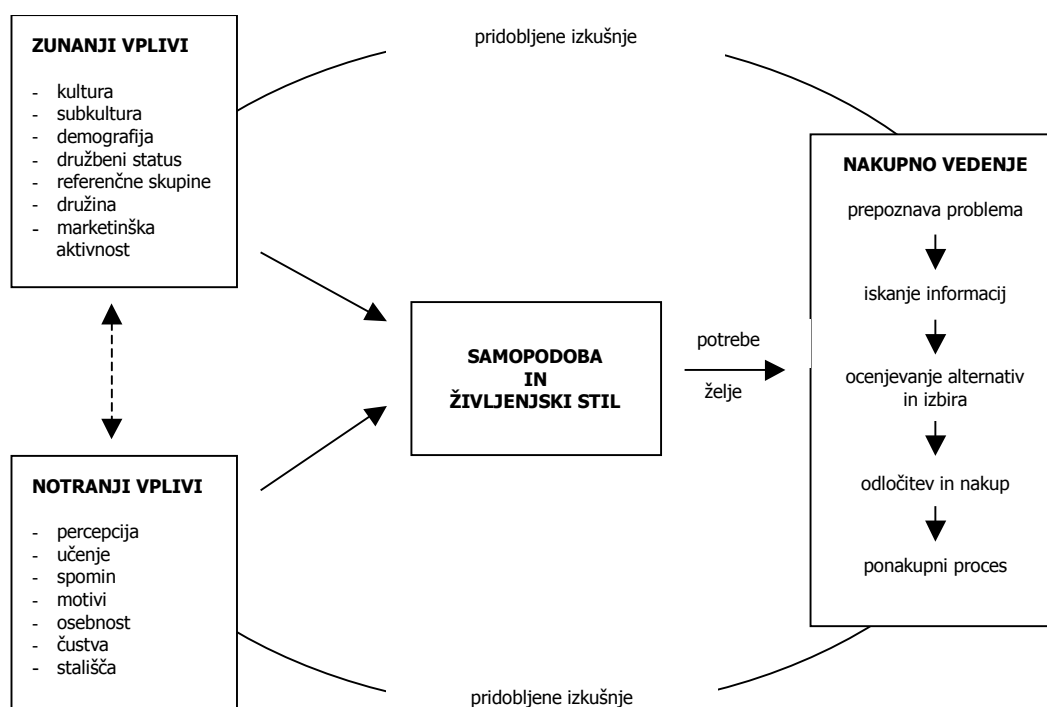 pridobljene izkušnje
ZUNANJI VPLIVI
- kultura
- subkultura
- demografija
- družbeni status
- referenčne skupine
- družina
- marketinška
aktivnost
NOTRANJI VPLIVI
- percepcija
- učenje
- spomin
- motivi
- osebnost
- čustva
- stališča
SAMOPODOBA
IN
ŽIVLJENJSKI STIL
potrebe
želje
NAKUPNO VEDENJE
prepoznava problema
iskanje informacij
ocenjevanje alternativ
in izbira
odločitev in nakup
ponakupni proces
pridobljene izkušnje